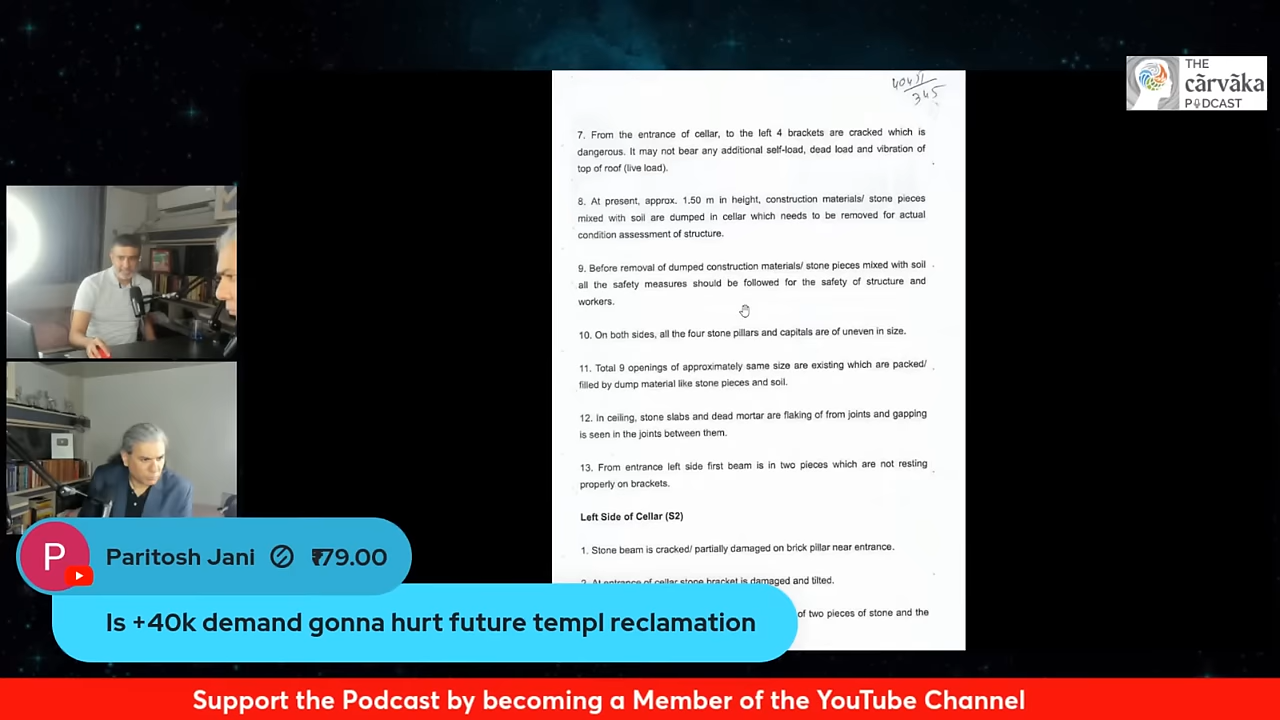 THE
cārvāka
PODCAST
7. From the entrance of cellar, to the left 4 brackets are cracked which is
dangerous. It may not bear any additional self-load, dead load and vibration of
top of roof (live load).
8. At present, approx. 1.50 m in height, construction materials/ stone pieces
mixed with soil are dumped in cellar which needs to be removed for actual
condition assessment of structure.
9. Before removal of dumped construction materials/ stone pieces mixed with soil
all the safety measures should be followed for the safety of structure and
workers.
10. On both sides, all the four stone pillars and capitals are of uneven in size.
11. Total 9 openings of approximately same size are existing which are packed/
filled by dump material like stone pieces and soil.
12. In ceiling, stone slabs and dead mortar are flaking of from joints and gapping
is seen in the joints between them.
13. From entrance left side first beam is in two pieces which are not resting
properly on brackets.
Left Side of Cellar (S2)
1. Stone beam is cracked/ partially damaged on brick pillar near entrance.
2. At entrance of cellar stone bracket is damaged and tilted.
of two pieces of stone and the
P
Paritosh Jani
₹79.00
Is +40k demand gonna hurt future templ reclamation
Support the Podcast by becoming a Member of the YouTube Channel